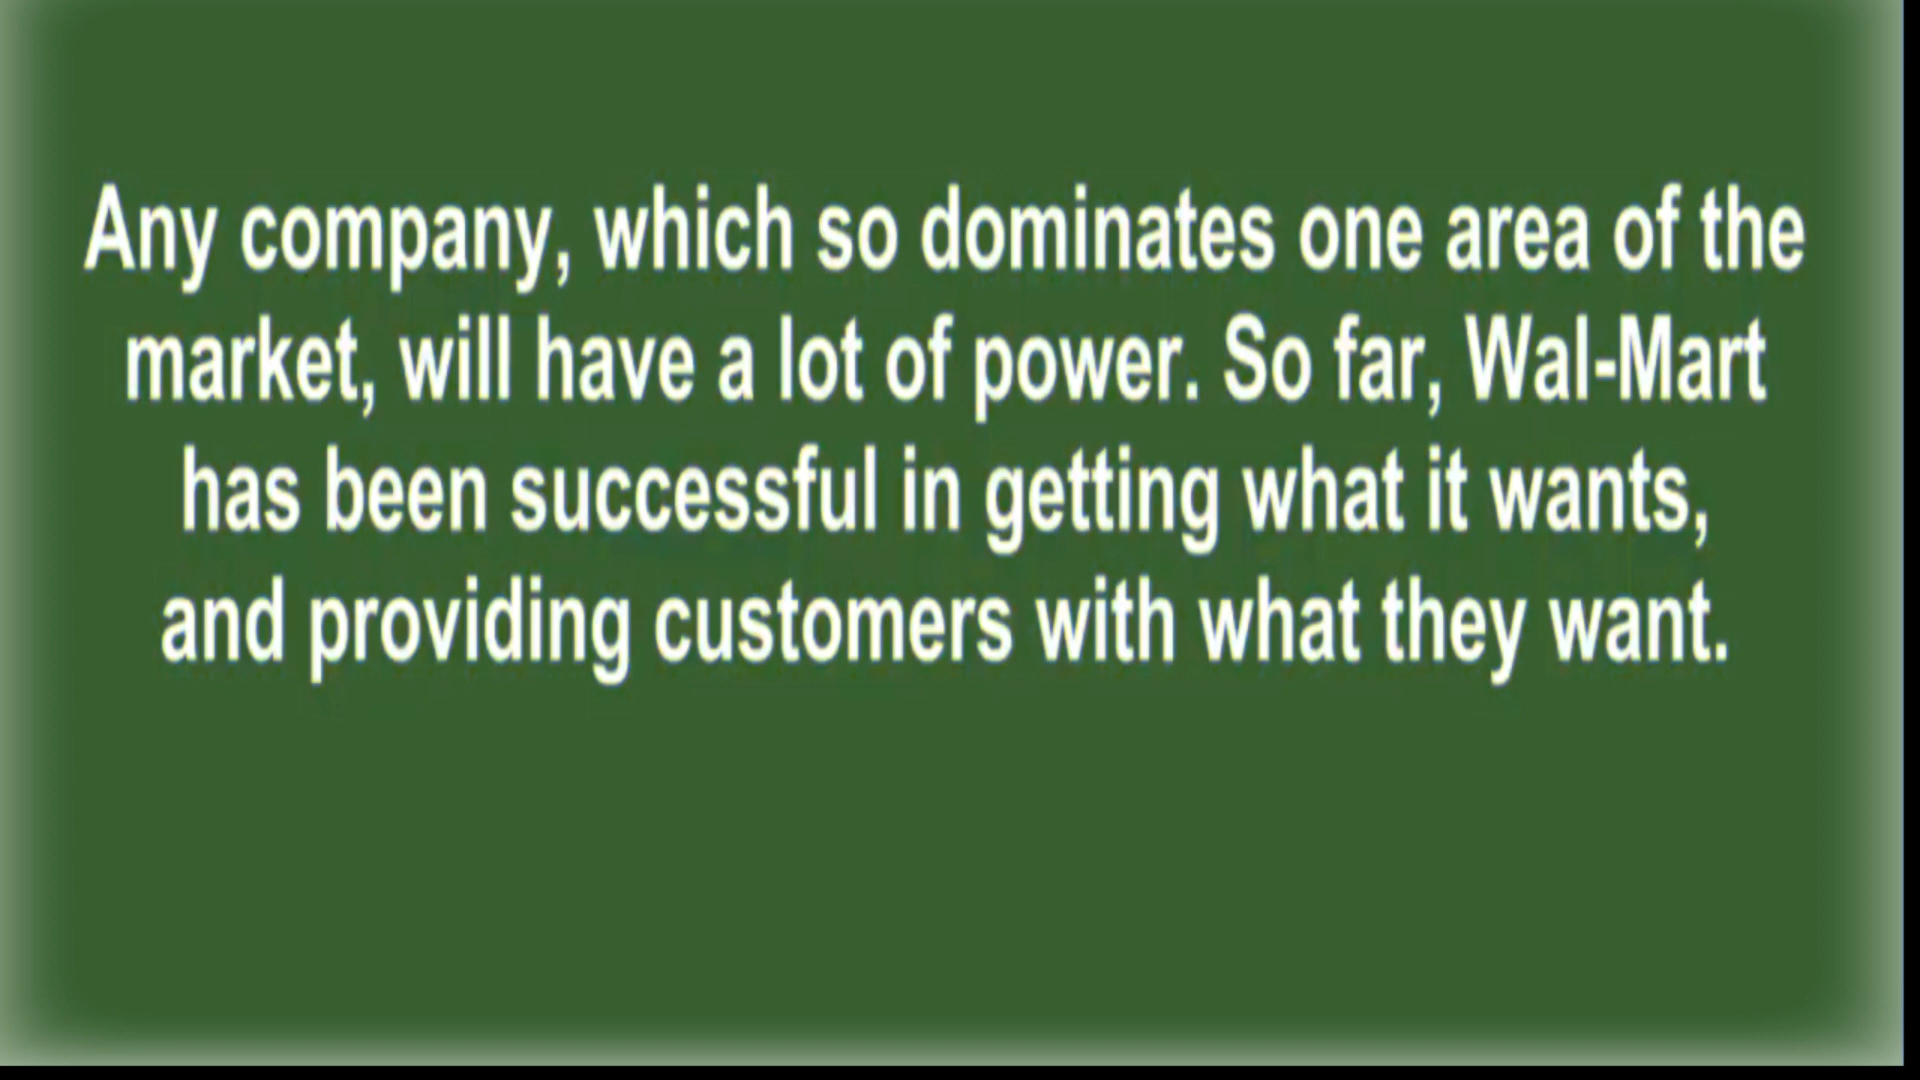 Any company, which so dominates one area of the
market, will have a lot of power. So far, Wal-Mart
has been successful in getting what it wants,
and providing customers with what they want.